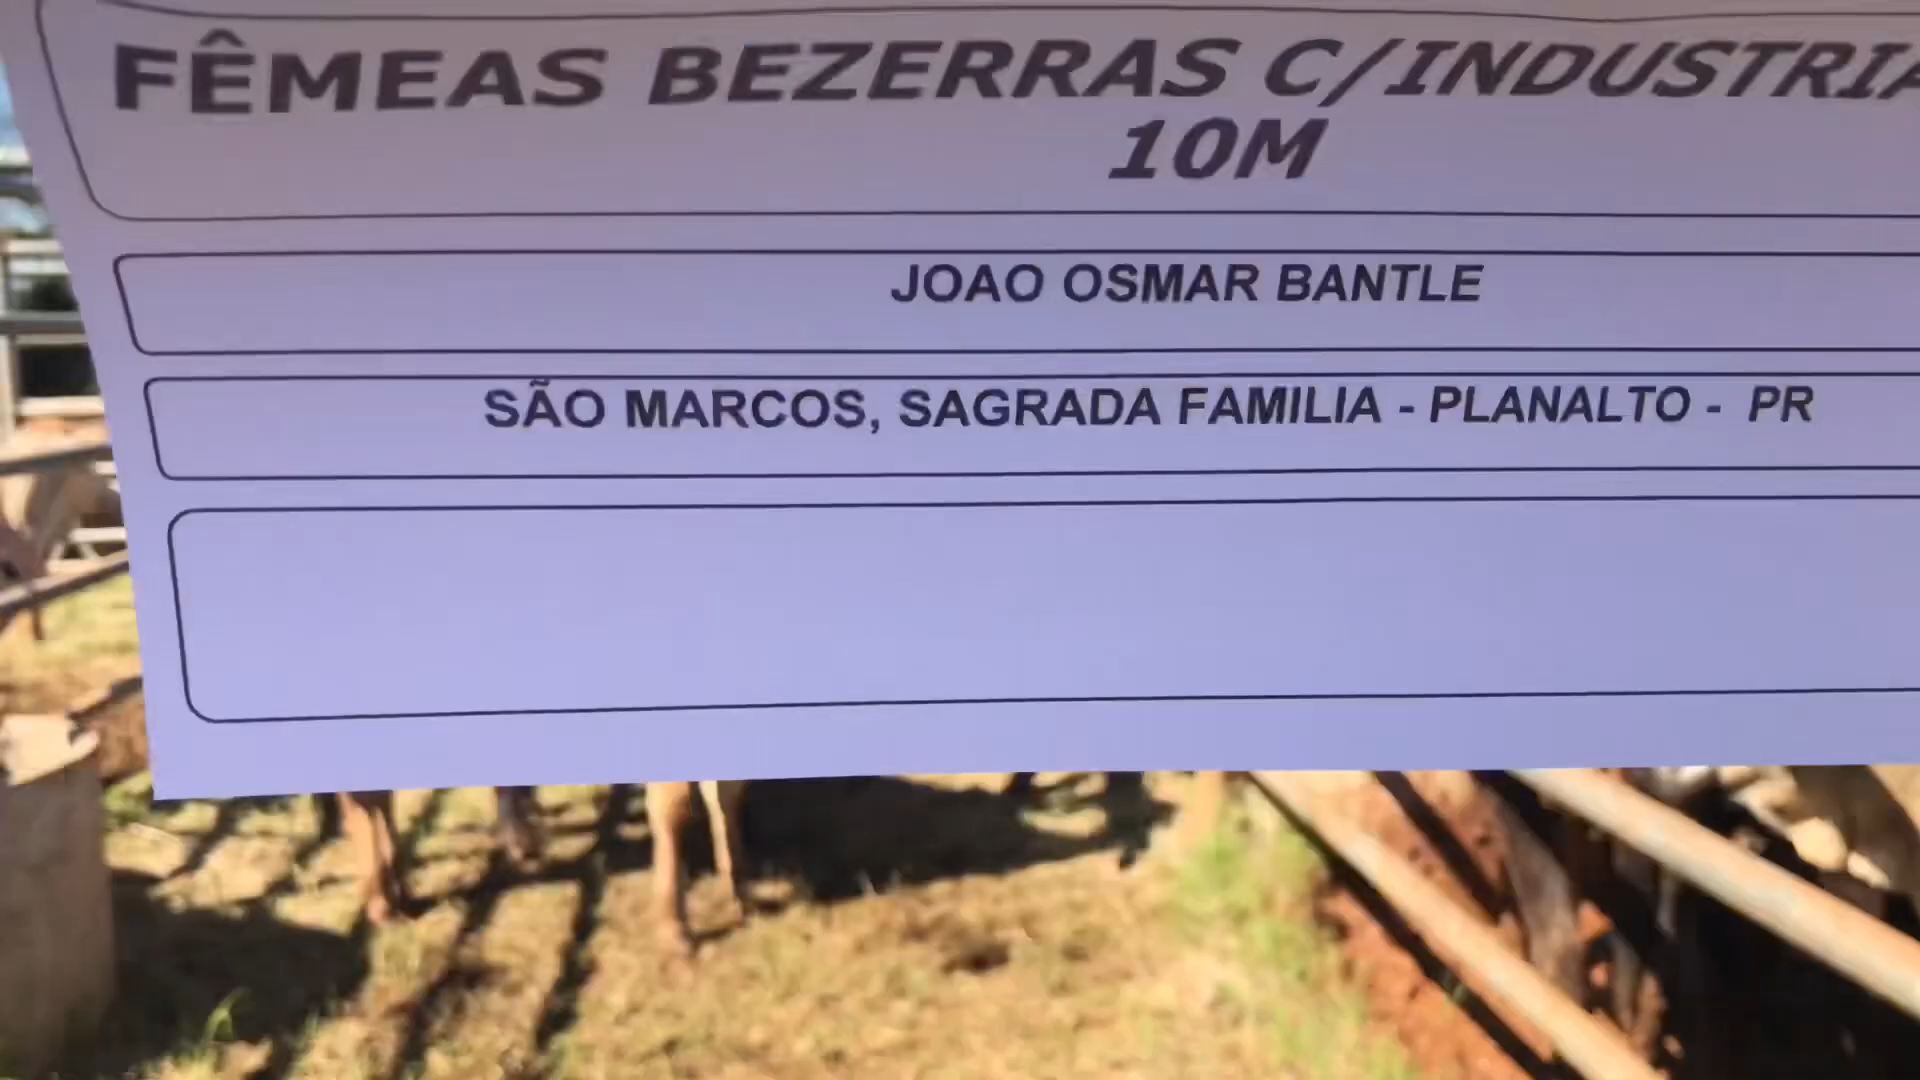 FÊMEAS BEZERRAS C/INDUSTRIA
10M
JOAO OSMAR BANTLE
SÃO MARCOS, SAGRADA FAMILIA - PLANALTO - PR